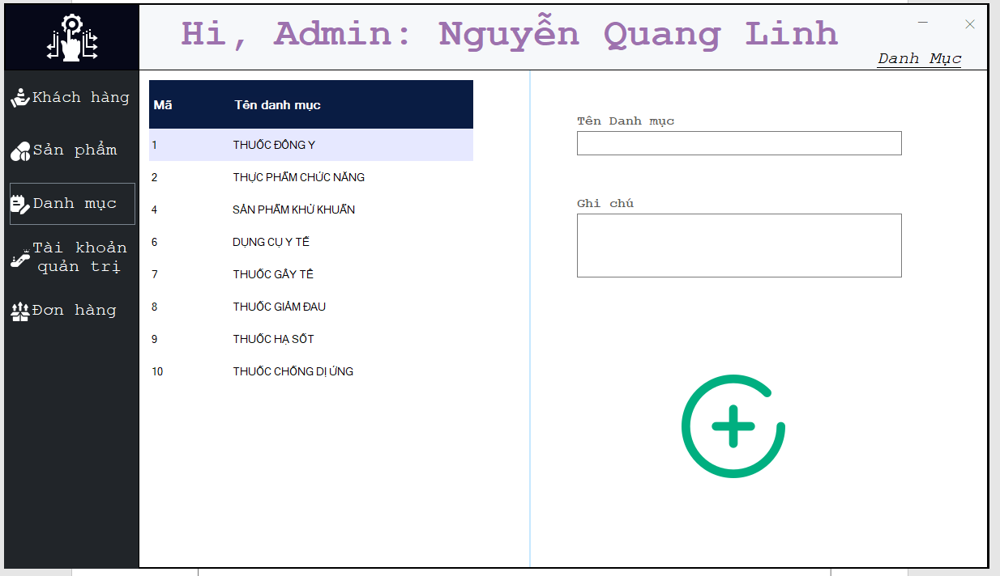 Hi, Admin: Nguyễn Quang Linh
Danh Mục
Khách hàng
Sản phẩm
Danh mục
Tài khoản
quản trị
Đơn hàng
Mã Tên danh mục
1 THUỐC ĐÔNG Y
2 THỰC PHẨM CHỨC NĂNG
4 SẢN PHẨM KHỬ KHUẨN
6 DỤNG CỤ Y TẾ
7 THUỐC GÂY TÊ
8 THUỐC GIẢM ĐAU
9 THUỐC HẠ SỐT
10 THUỐC CHỐNG DỊ ỨNG
Tên Danh mục
Ghi chú